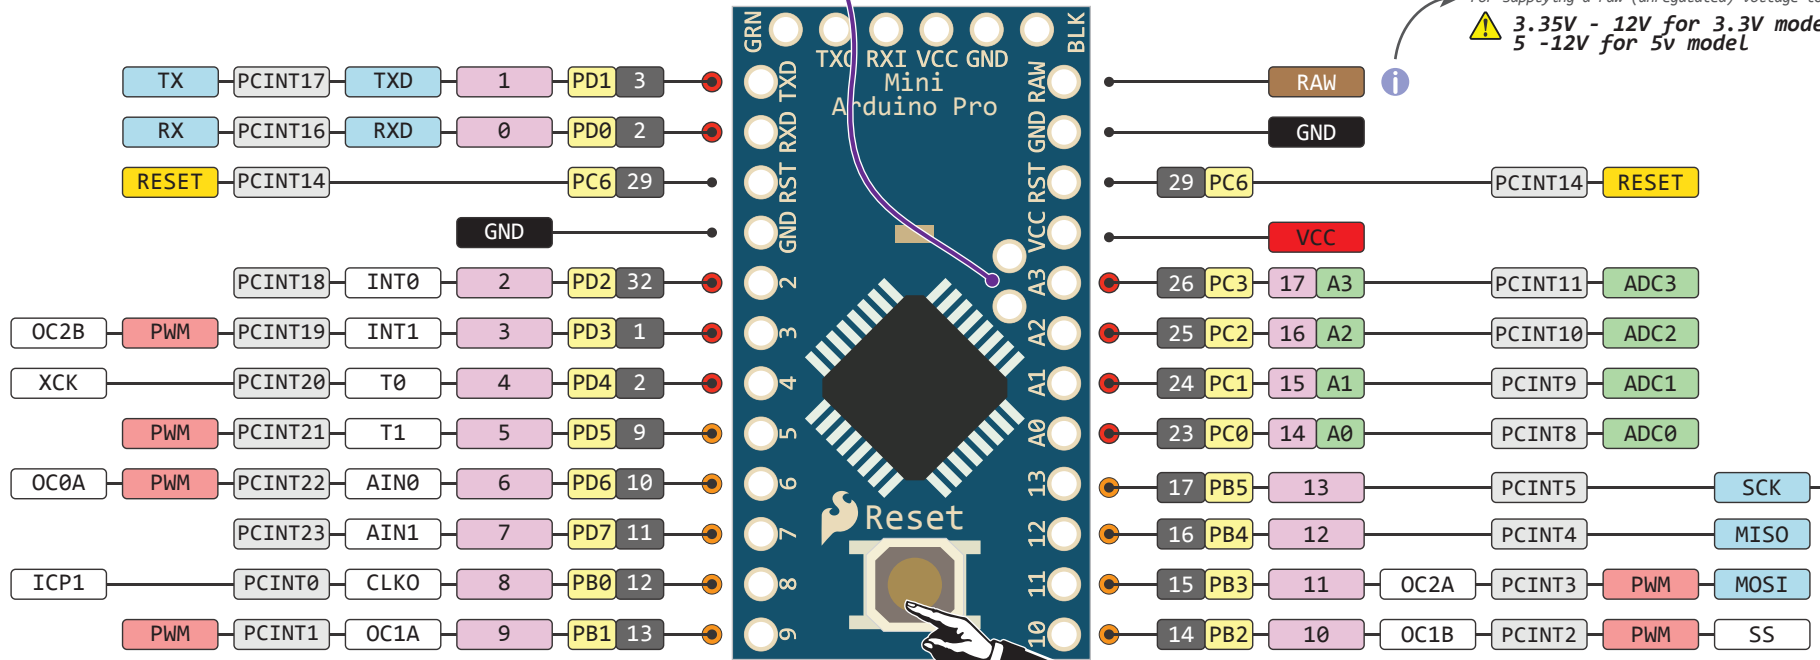 For supplying a raw (unregulated) voltage
3.35V - 12V for 3.3V mode
5 -12V for 5v model
GRN TXO RXI VCC GND BLK
Mini
Arduino Pro
TX PCINT17 TXD 1 PD1 3 TXD RAW RAW
RX PCINT16 RXD 0 PD0 2 RXD GND GND
RESET PCINT14 PC6 29 RST RST 29 PC6 PCINT14 RESET
GND GND VCC VCC
PCINT18 INT0 2 PD2 32 2 A3 26 PC3 17 A3 PCINT11 ADC3
OC2B PWM PCINT19 INT1 3 PD3 1 3 A2 25 PC2 16 A2 PCINT10 ADC2
XCK PCINT20 T0 4 PD4 2 4 A1 24 PC1 15 A1 PCINT9 ADC1
PWM PCINT21 T1 5 PD5 9 5 A0 23 PC0 14 A0 PCINT8 ADC0
OC0A PWM PCINT22 AIN0 6 PD6 10 6 13 17 PB5 13 PCINT5 SCK
Reset
PCINT23 AIN1 7 PD7 11 7 12 16 PB4 12 PCINT4 MISO
ICP1 PCINT0 CLKO 8 PB0 12 8 11 15 PB3 11 OC2A PCINT3 PWM MOSI
PWM PCINT1 OC1A 9 PB1 13 9 10 14 PB2 10 OC1B PCINT2 PWM SS